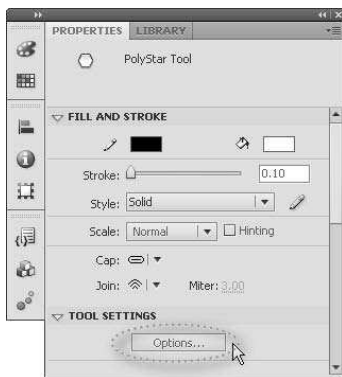 PROPERTIES LIBRARY
PolyStar Tool
FILL AND STROKE
Stroke: 0.10
Style: Solid
Scale: Normal Hinting
Cap:
Join: Miter: 3.00
TOOL SETTINGS
Options...